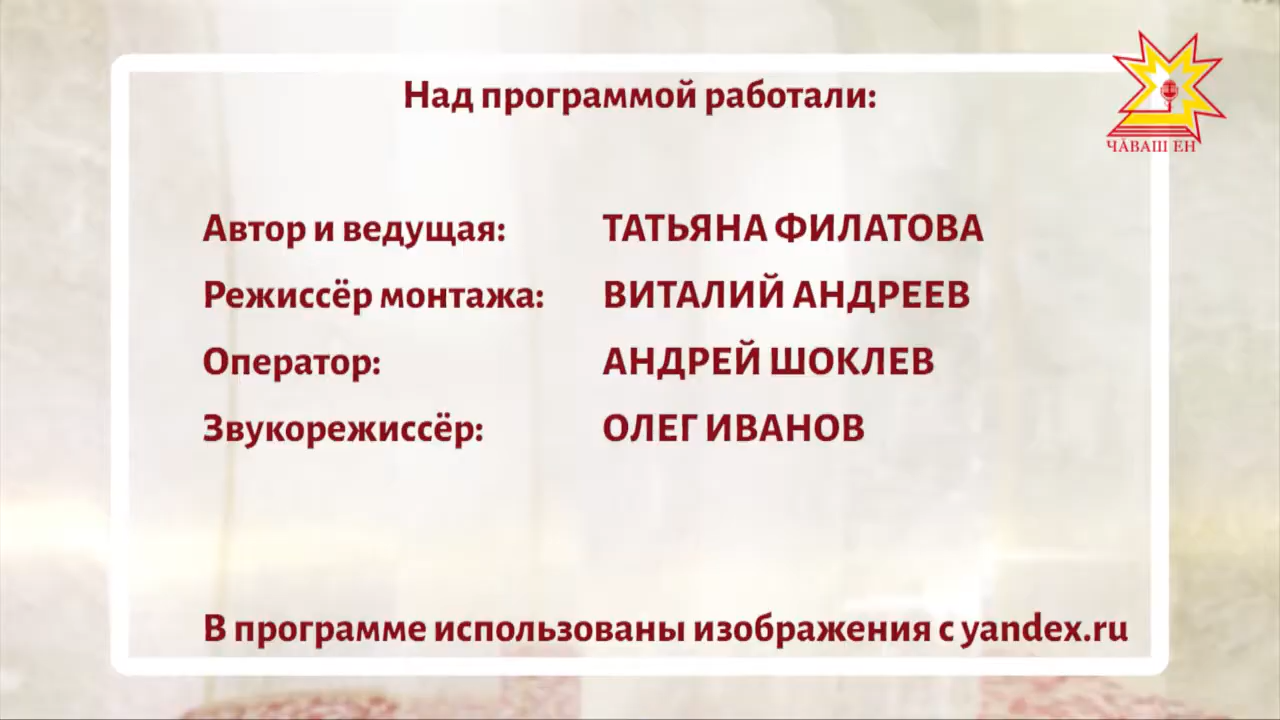 Над программой работали:
ЧӐВАШ ЕН
Автор и ведущая: ТАТЬЯНА ФИЛАТОВА
Режиссёр монтажа: ВИТАЛИЙ АНДРЕЕВ
Оператор: АНДРЕЙ ШОКЛЕВ
Звукорежиссёр: ОЛЕГ ИВАНОВ
В программе использованы изображения с yandex.ru